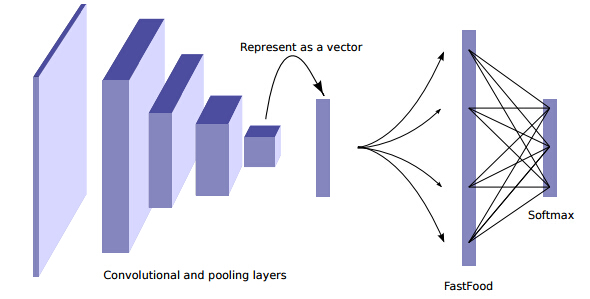 Represent as a vector
Softmax
Convolutional and pooling layers
FastFood